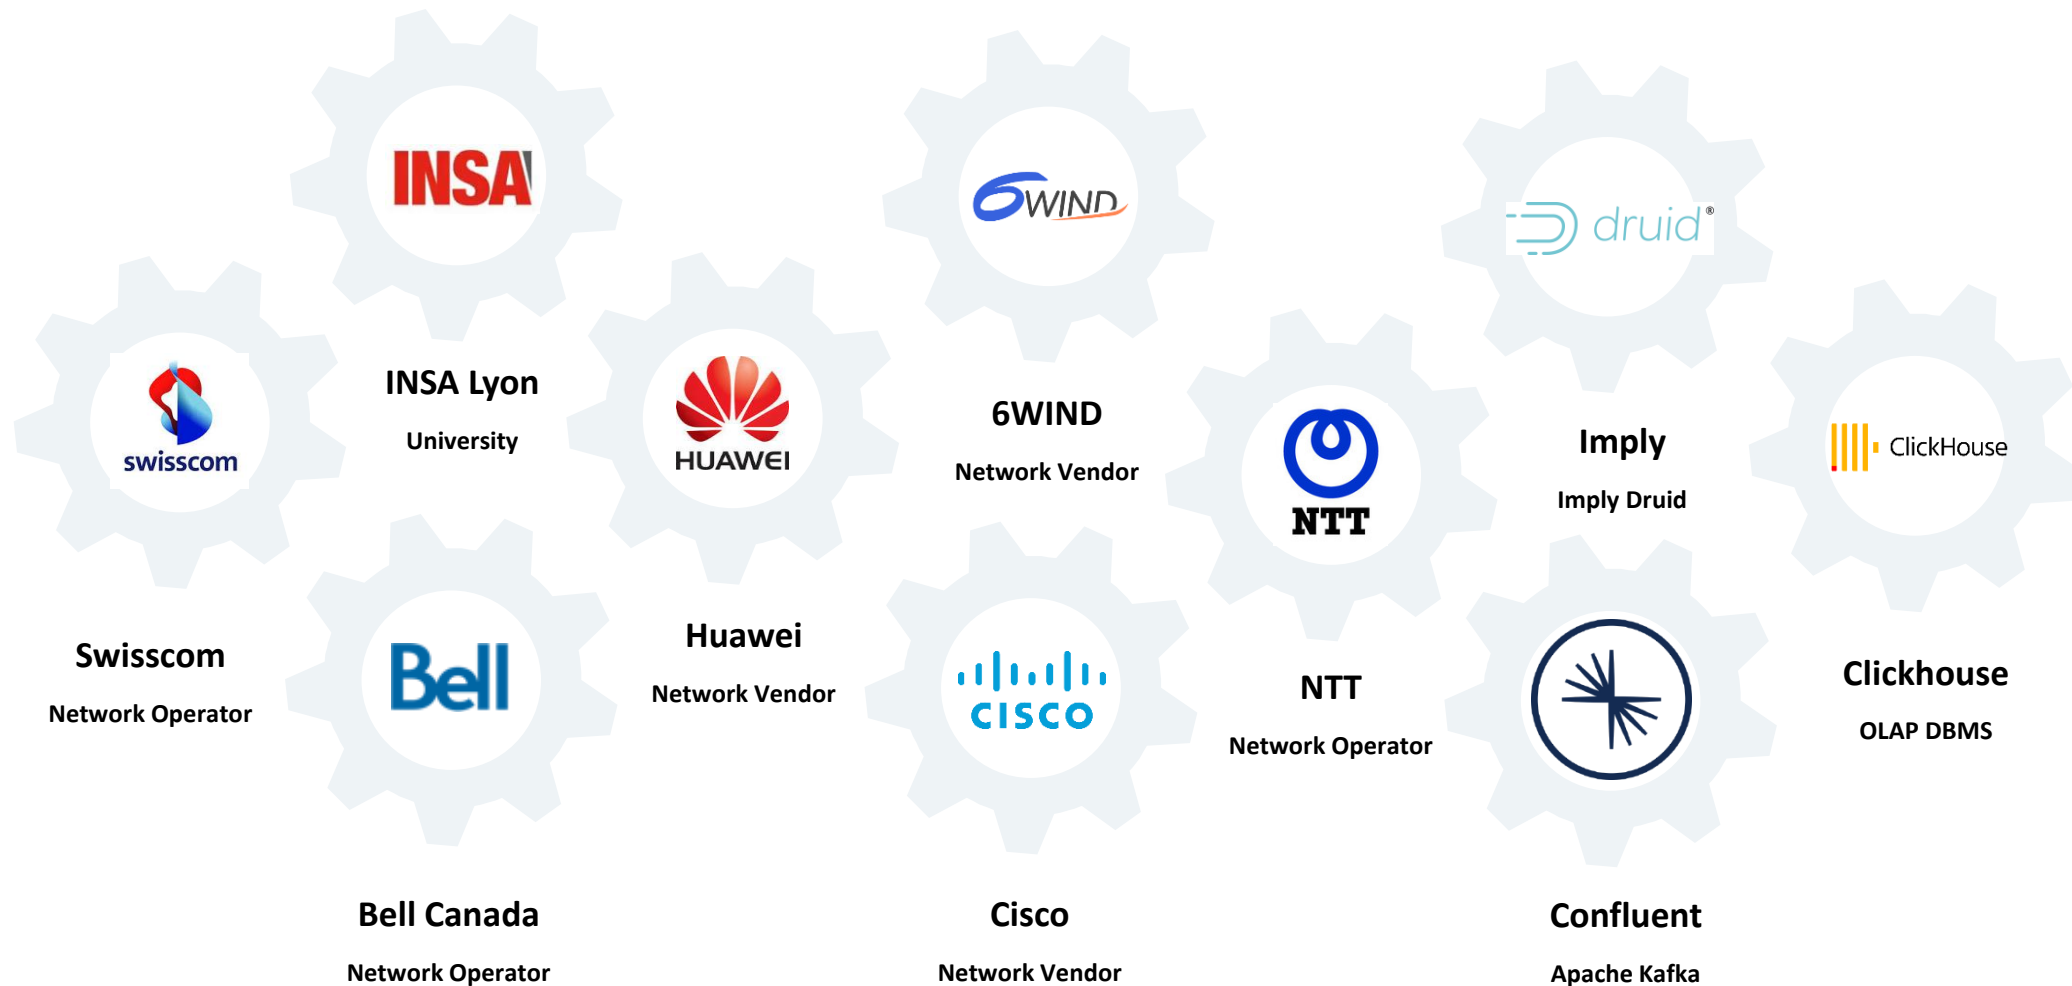 INSA
INSA Lyon
University
6WIND
6WIND
Network Vendor
druid®
Imply
Imply Druid
swisscom
Swisscom
Network Operator
HUAWEI
Huawei
Network Vendor
NTT
NTT
Network Operator
ClickHouse
Clickhouse
OLAP DBMS
Bell
Bell Canada
Network Operator
CISCO
Cisco
Network Vendor
Confluent
Apache Kafka